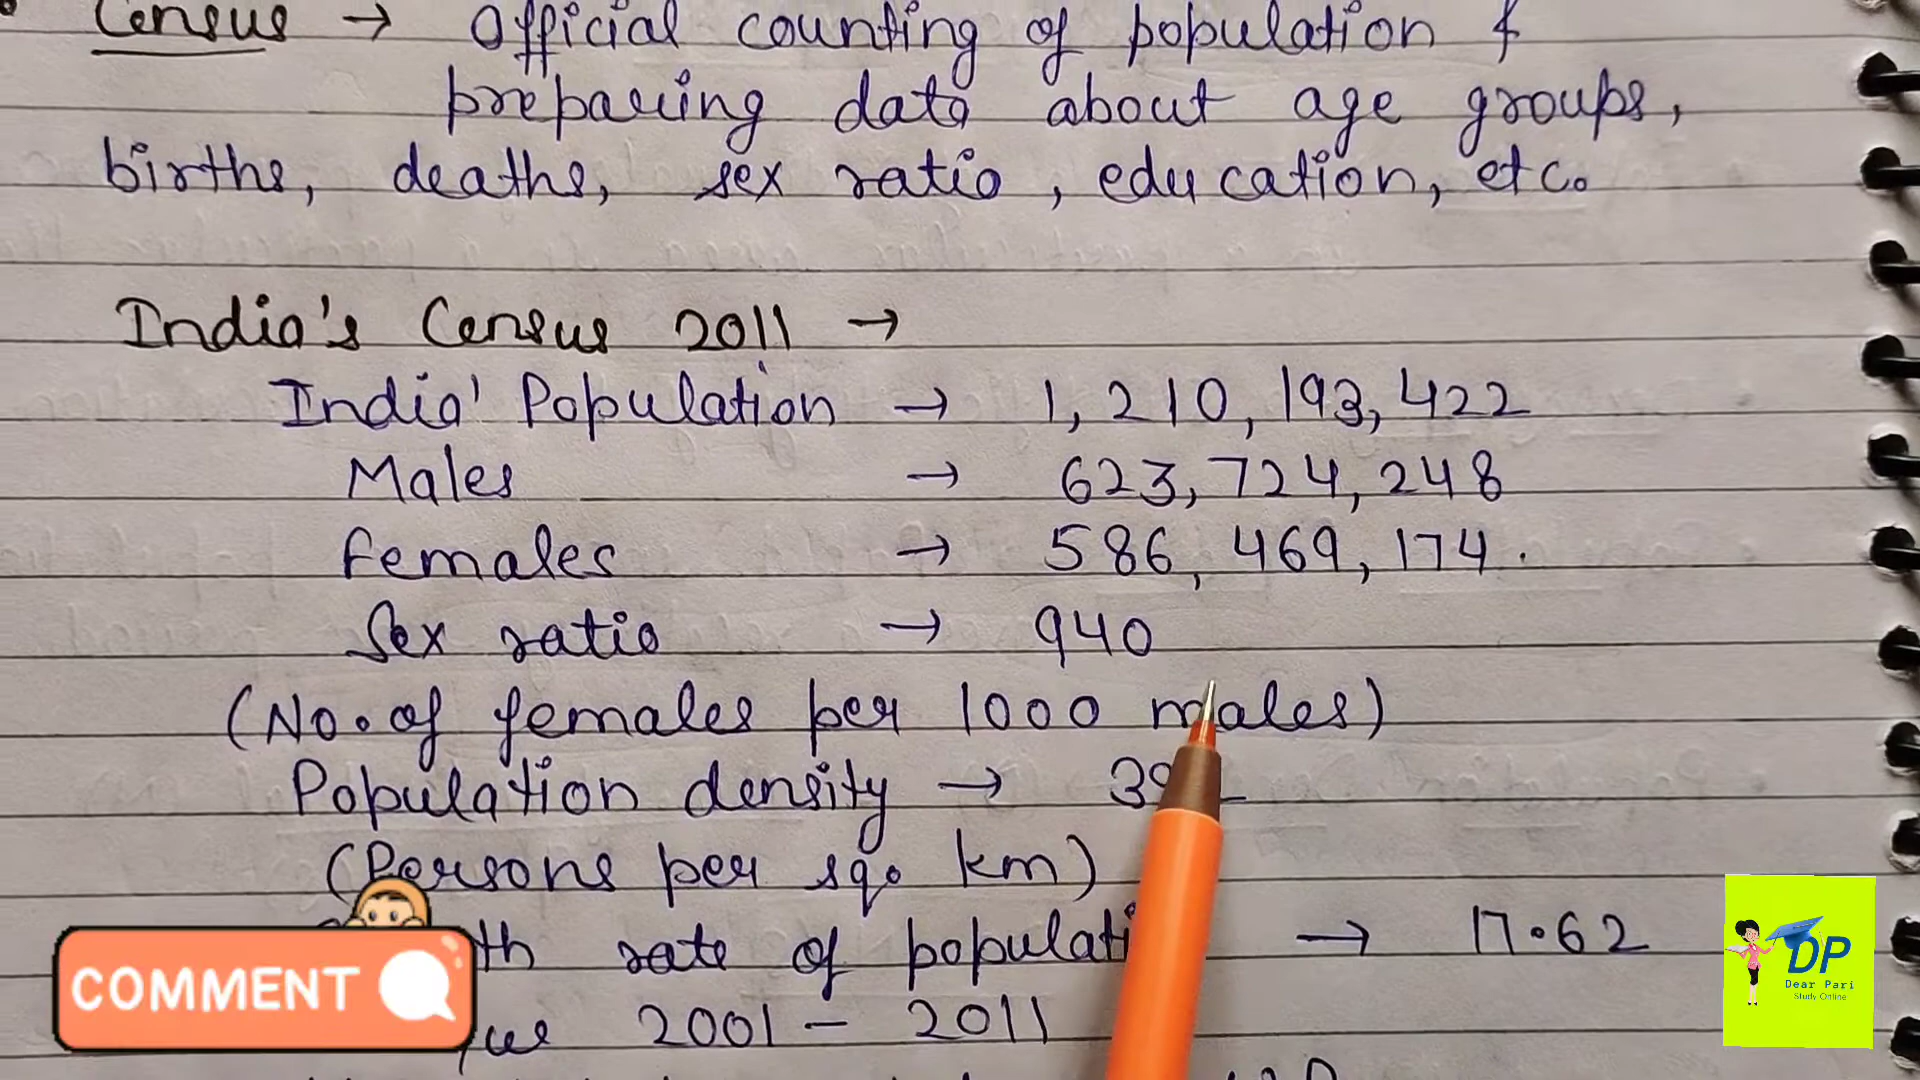 Census → Official counting of population &
preparing data about age groups,
births, deaths, sex ratio, education, etc.
India's Census 2011 →
India' Population → 1, 210, 193, 422
Males → 623, 724, 248
Females → 586, 469, 174.
Sex ratio → 940
(No. of females per 1000 males)
Population density →
(Persons per sq. km)
rate of → 17.62
2001 - 2011
COMMENT
DP
Dear Pari
Study Online